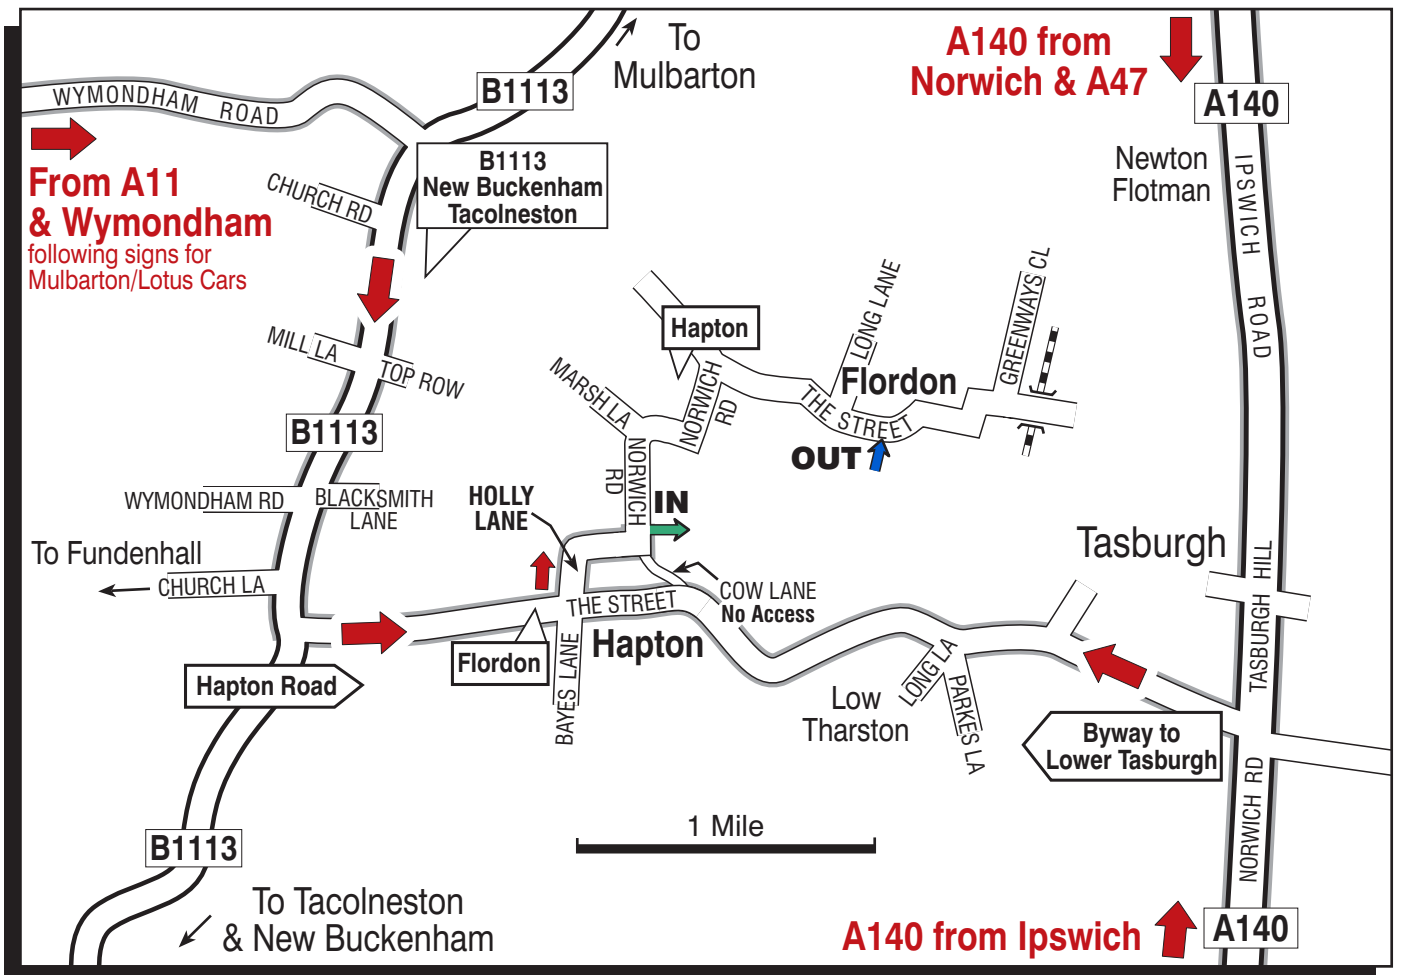 To
Mulbarton
A140 from
Norwich & A47
B1113
A140
WYMONDHAM ROAD
From A11
& Wymondham
following signs for
Mulbarton/Lotus Cars
CHURCH RD
B1113
New Buckenham
Tacolneston
Newton
Flotman
IPSWICH ROAD
MILL LA
TOP ROW
Hapton
LONG LANE
GREENWAYS CL
MARSH LA
NORWICH
RD
THE STREET
Flordon
OUT
B1113
WYMONDHAM RD
BLACKSMITH
LANE
HOLLY
LANE
NORWICH
RD
IN
To Fundenhall
CHURCH LA
Tasburgh
TASBURGH HILL
THE STREET
COW LANE
No Access
Hapton
Flordon
BAYES LANE
Hapton Road
LONG LA
PARKES LA
Low
Tharston
Byway to
Lower Tasburgh
NORWICH RD
1 Mile
B1113
To Tacolneston
& New Buckenham
A140 from Ipswich
A140